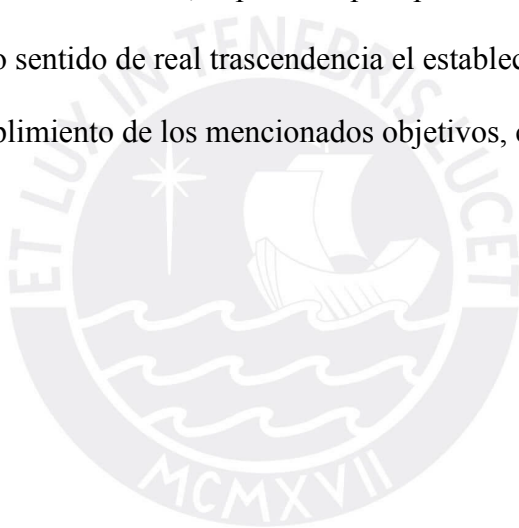 o sentido de real trascendencia el establec
plimiento de los mencionados objetivos, c
ET LUX IN TENEBRIS LUCET
MCMXVII